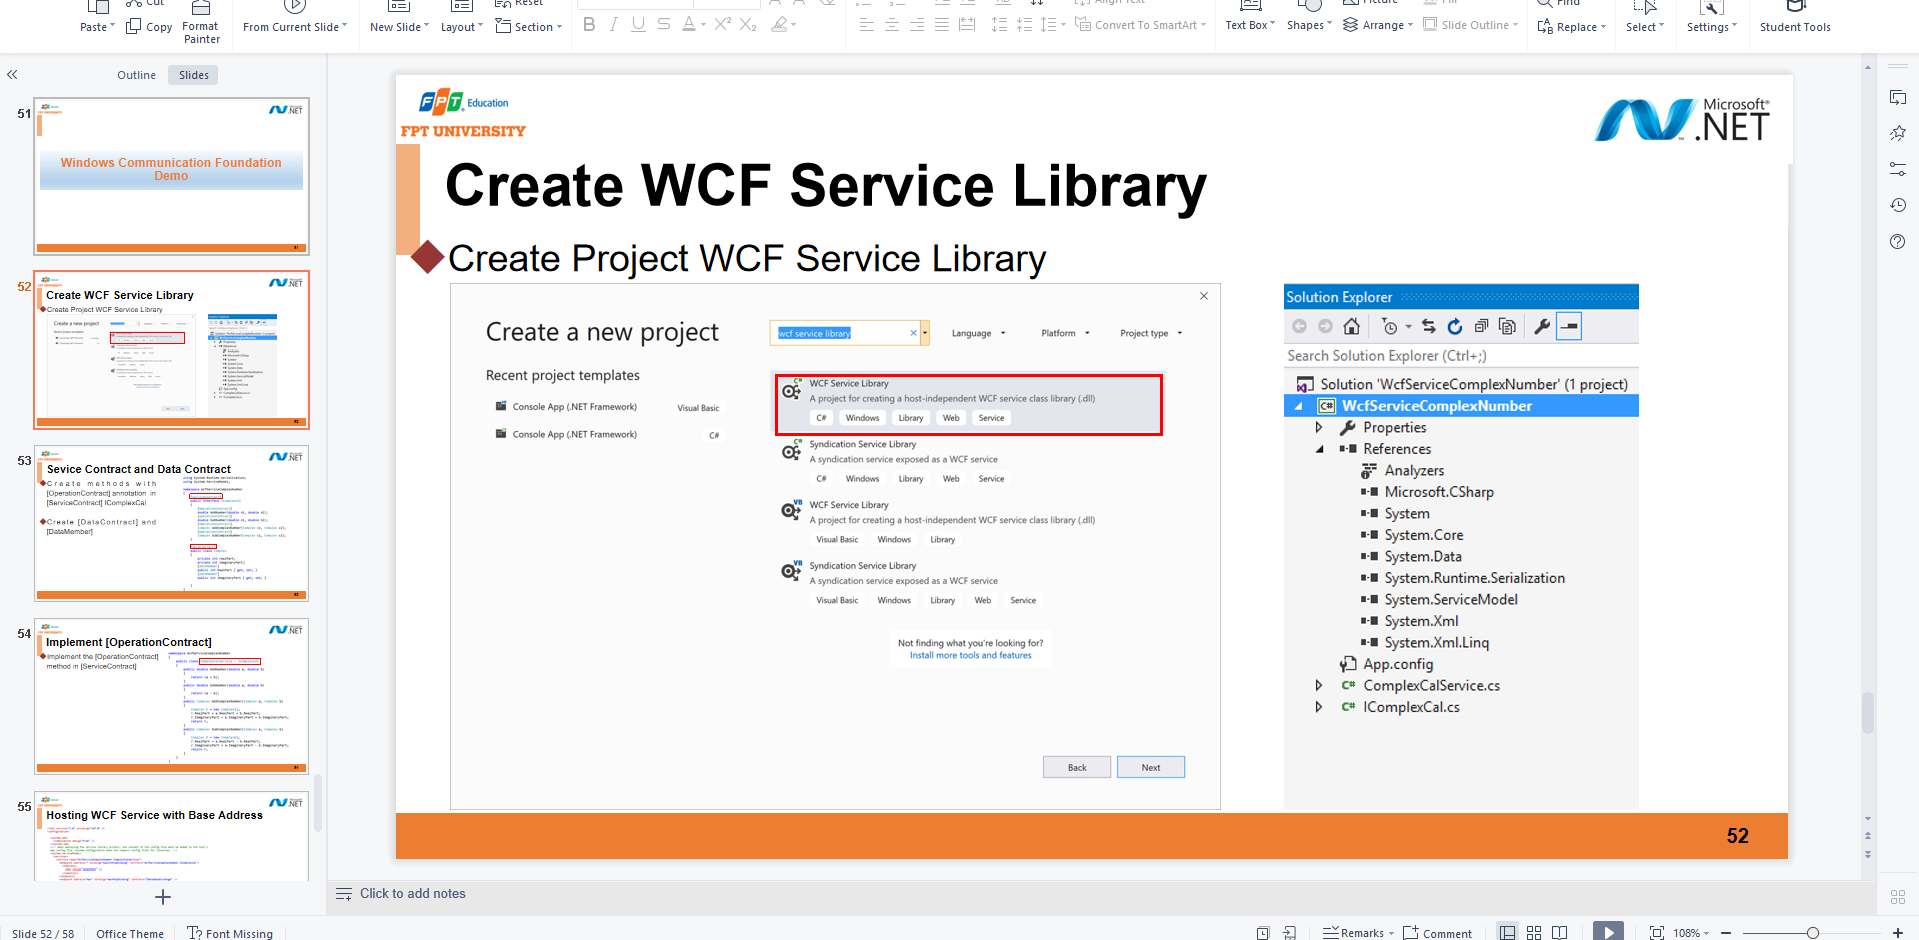 Paste
Cut
Copy
Format
Painter
From Current Slide
New Slide
Layout
Reset
Section
B I U S A X² X₂
Align Text
Convert To SmartArt
Text Box
Shapes
Picture
Arrange
Fill
Slide Outline
Find
Replace
Select
Settings
Student Tools
Outline
Slides
51
Windows Communication Foundation
Demo
52
Create WCF Service Library
Create Project WCF Service Library
53
Sevice Contract and Data Contract
Create methods with
[OperationContract] annotation in
[ServiceContract] IComplexCal
Create [DataContract] and
[DataMember]
54
Implement [OperationContract]
Implement the [OperationContract]
method in [ServiceContract]
55
Hosting WCF Service with Base Address
FPT Education
FPT UNIVERSITY
Microsoft®
.NET
Create WCF Service Library
Create Project WCF Service Library
Create a new project
wcf service library
Language
Platform
Project type
Recent project templates
Console App (.NET Framework)
Visual Basic
Console App (.NET Framework)
C#
WCF Service Library
A project for creating a host-independent WCF service class library (.dll)
C# Windows Library Web Service
Syndication Service Library
A syndication service exposed as a WCF service
C# Windows Library Web Service
WCF Service Library
A project for creating a host-independent WCF service class library (.dll)
Visual Basic Windows Library
Syndication Service Library
A syndication service exposed as a WCF service
Visual Basic Windows Library Web Service
Not finding what you're looking for?
Install more tools and features
Back
Next
Solution Explorer
Search Solution Explorer (Ctrl+;)
Solution 'WcfServiceComplexNumber' (1 project)
C# WcfServiceComplexNumber
Properties
References
Analyzers
Microsoft.CSharp
System
System.Core
System.Data
System.Runtime.Serialization
System.ServiceModel
System.Xml
System.Xml.Linq
App.config
C# ComplexCalService.cs
C# IComplexCal.cs
52
Click to add notes
Slide 52 / 58
Office Theme
Font Missing
Remarks
Comment
108%